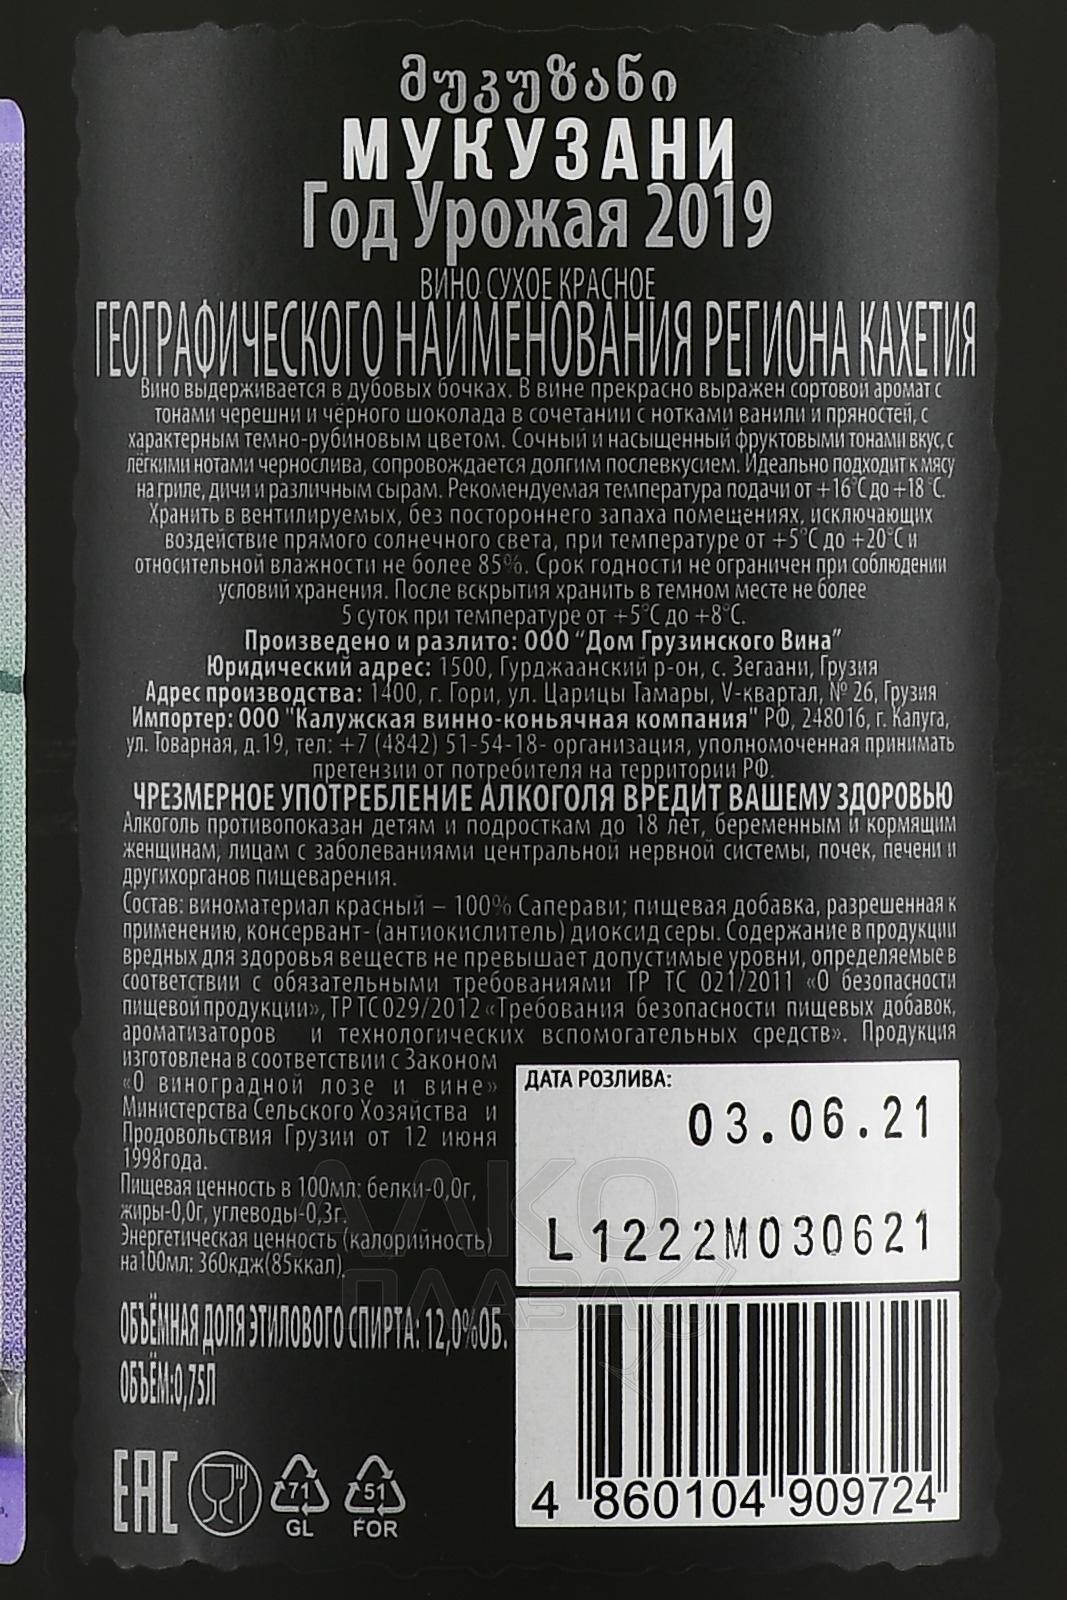 მუკუზანი
МУКУЗАНИ
Год Урожая 2019
ВИНО СУХОЕ КРАСНОЕ
ГЕОГРАФИЧЕСКОГО НАИМЕНОВАНИЯ РЕГИОНА КАХЕТИЯ
Вино выдерживается в дубовых бочках. В вине прекрасно выражен сортовой аромат с
тонами черешни и чёрного шоколада в сочетании с нотками ванили и пряностей, с
характерным темно-рубиновым цветом. Сочный и насыщенный фруктовыми тонами вкус, с
лёгкими нотами чернослива, сопровождается долгим послевкусием. Идеально подходит к мясу
на гриле, дичи и различным сырам. Рекомендуемая температура подачи от +16°С до +18°С.
Хранить в вентилируемых, без постороннего запаха помещениях, исключающих
воздействие прямого солнечного света, при температуре от +5°С до +20°С и
относительной влажности не более 85%. Срок годности не ограничен при соблюдении
условий хранения. После вскрытия хранить в темном месте не более
5 суток при температуре от +5°С до +8°С.
Произведено и разлито: ООО "Дом Грузинского Вина"
Юридический адрес: 1500, Гурджаанский р-он, с. Зегаани, Грузия
Адрес производства: 1400, г. Гори, ул. Царицы Тамары, V-квартал, № 26, Грузия
Импортер: ООО "Калужская винно-коньячная компания" РФ, 248016, г. Калуга,
ул. Товарная, д.19, тел: +7 (4842) 51-54-18- организация, уполномоченная принимать
претензии от потребителя на территории РФ.
ЧРЕЗМЕРНОЕ УПОТРЕБЛЕНИЕ АЛКОГОЛЯ ВРЕДИТ ВАШЕМУ ЗДОРОВЬЮ
Алкоголь противопоказан детям и подросткам до 18 лет, беременным и кормящим
женщинам, лицам с заболеваниями центральной нервной системы, почек, печени и
другихорганов пищеварения.
Состав: виноматериал красный – 100% Саперави; пищевая добавка, разрешенная к
применению, консервант- (антиокислитель) диоксид серы. Содержание в продукции
вредных для здоровья веществ не превышает допустимые уровни, определяемые в
соответствии с обязательными требованиями ТР ТС 021/2011 «О безопасности
пищевой продукции», ТР ТС 029/2012 «Требования безопасности пищевых добавок,
ароматизаторов и технологических вспомогательных средств». Продукция
изготовлена в соответствии с Законом
«О виноградной лозе и вине»
Министерства Сельского Хозяйства и
Продовольствия Грузии от 12 июня
1998года.
Пищевая ценность в 100мл: белки-0,0г,
жиры-0,0г, углеводы-0,3г.
Энергетическая ценность (калорийность)
на100мл: 360кдж(85ккал).
ОБЪЁМНАЯ ДОЛЯ ЭТИЛОВОГО СПИРТА: 12,0%ОБ.
ОБЪЁМ:0,75Л
ДАТА РОЗЛИВА:
03.06.21
L1222M030621
АЛКО
ПЛАЗА
4 860104 909724
ЕАС
71
GL
51
FOR